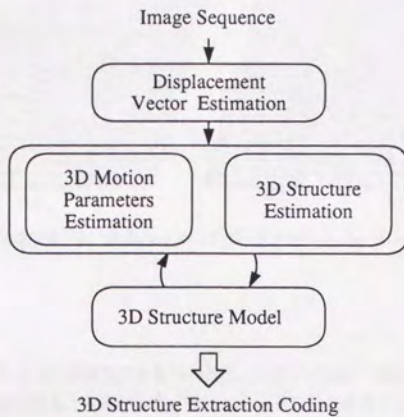 Image Sequence
Displacement
Vector Estimation
3D Motion
Parameters
Estimation
3D Structure
Estimation
3D Structure Model
3D Structure Extraction Coding